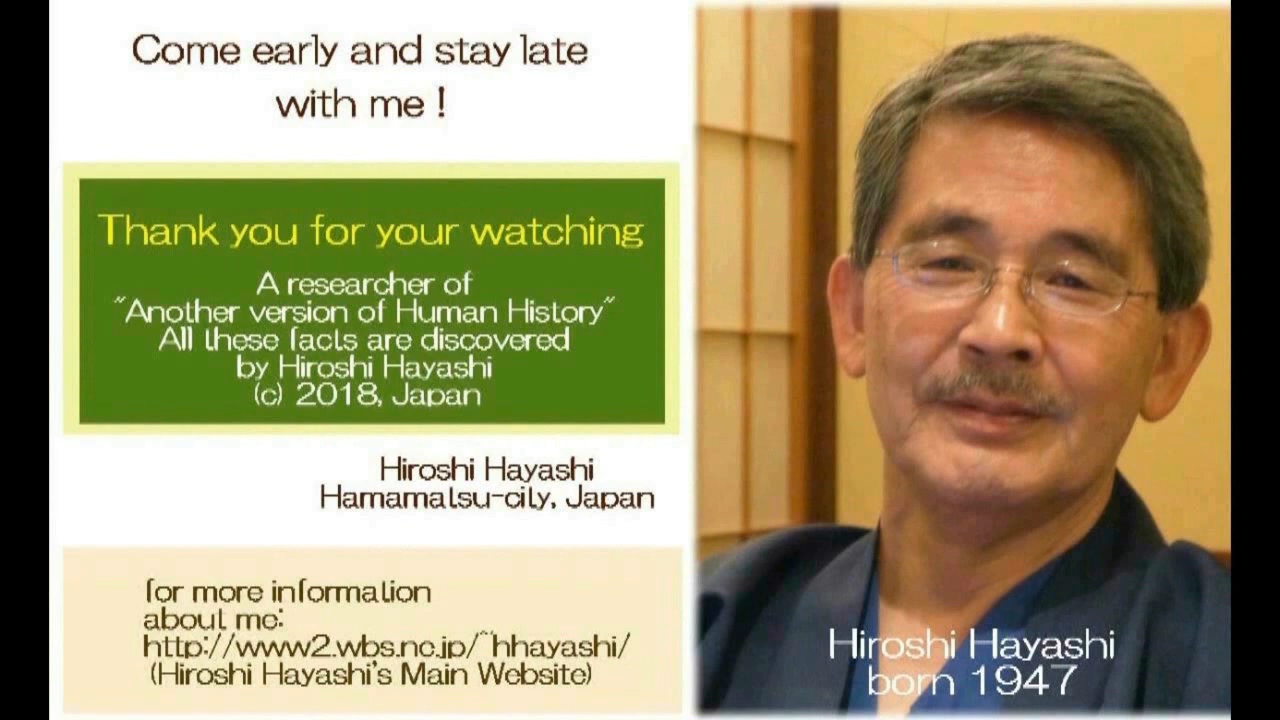 Come early and stay late
with me !
Thank you for your watching
A researcher of
"Another version of Human History"
All these facts are discovered
by Hiroshi Hayashi
(c) 2018, Japan
Hiroshi Hayashi
Hamamatsu-city, Japan
for more information
about me:
http://www2.wbs.ne.jp/~hhayashi/
(Hiroshi Hayashi's Main Website)
Hiroshi Hayashi
born 1947